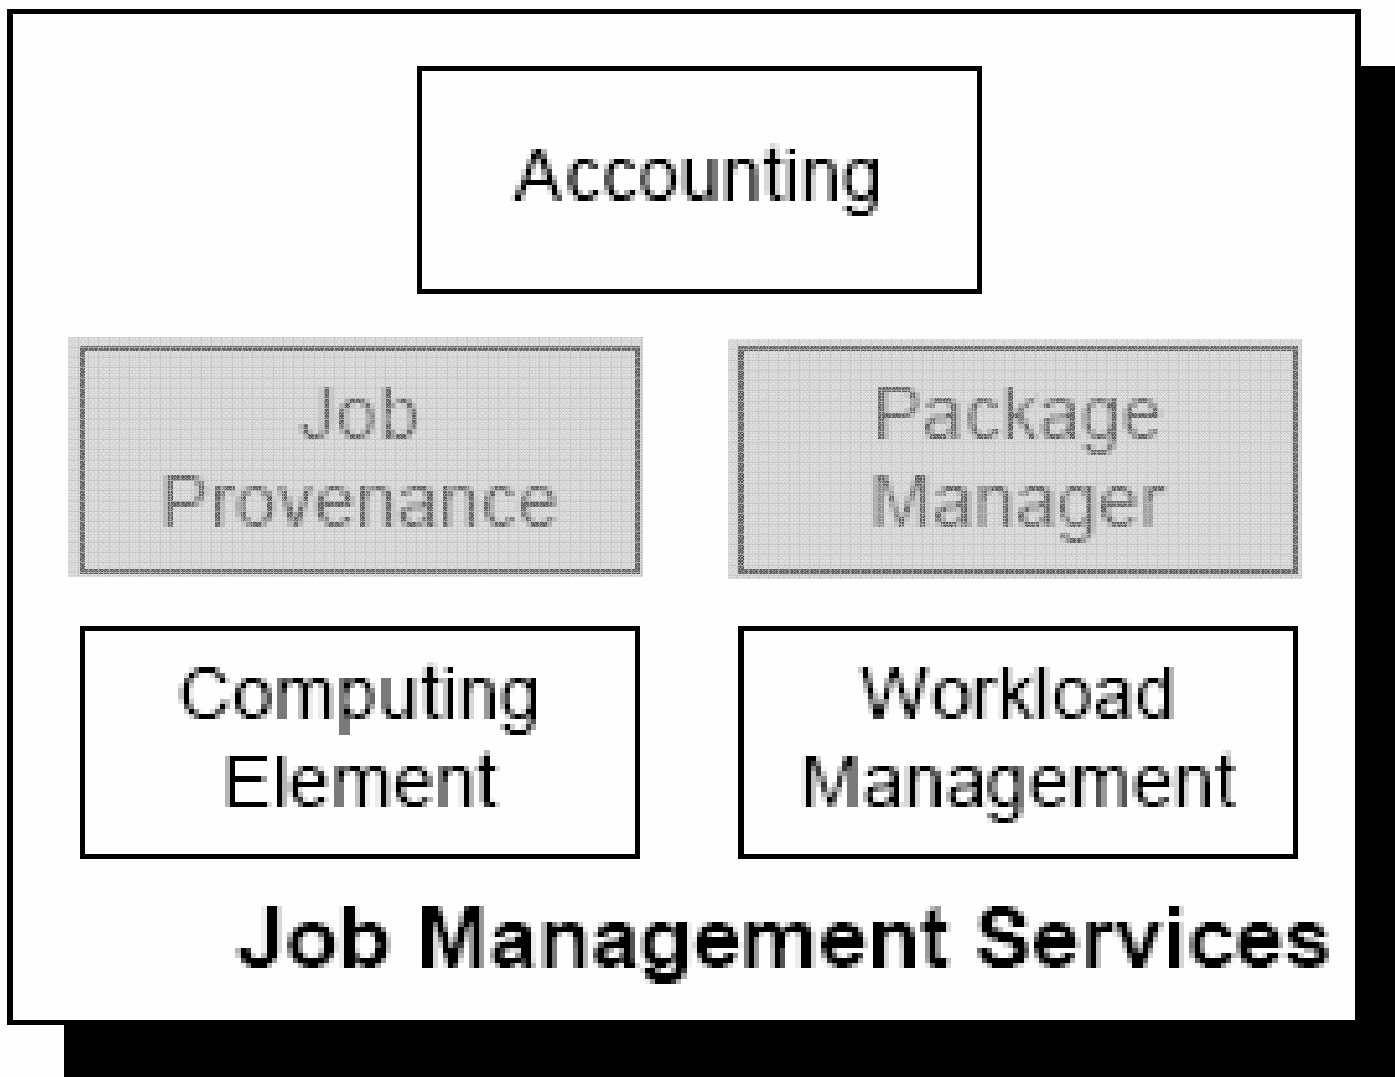 Accounting
Job
Provenance
Package
Manager
Computing
Element
Workload
Management
Job Management Services